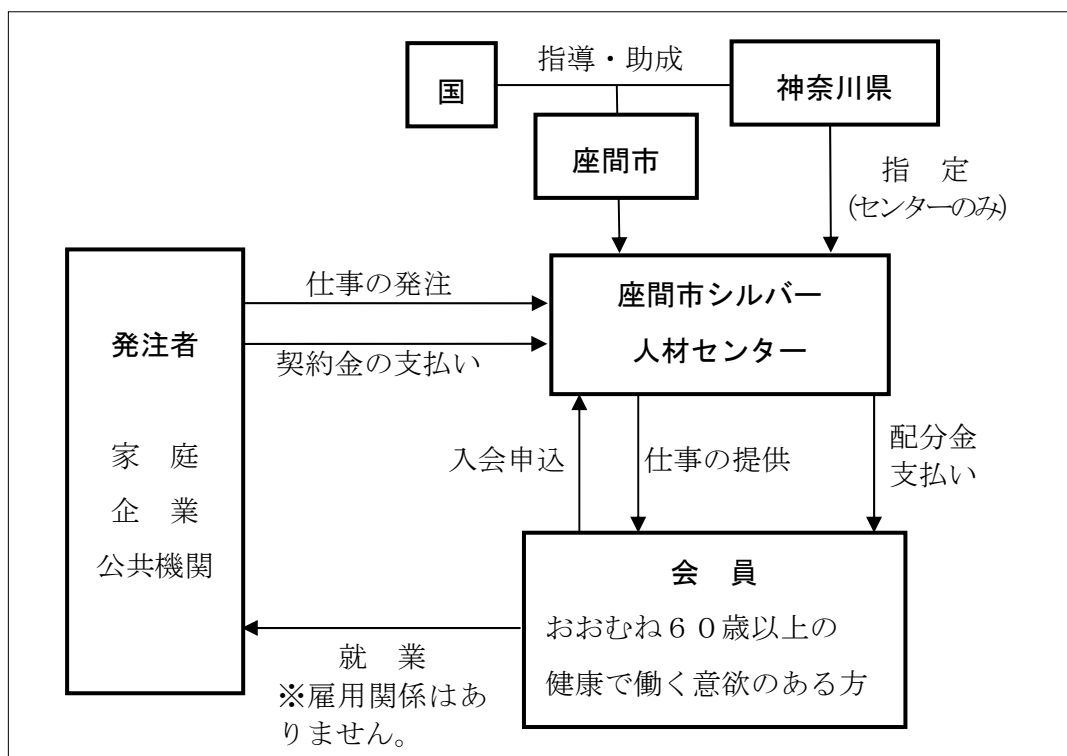 指導・助成
国
神奈川県
座間市
指　定
(センターのみ)
仕事の発注
座間市シルバー
人材センター
発注者
契約金の支払い
家　庭
企　業
公共機関
入会申込
仕事の提供
配分金
支払い
会　員
おおむね６０歳以上の
健康で働く意欲のある方
就　業
※雇用関係はあ
りません。